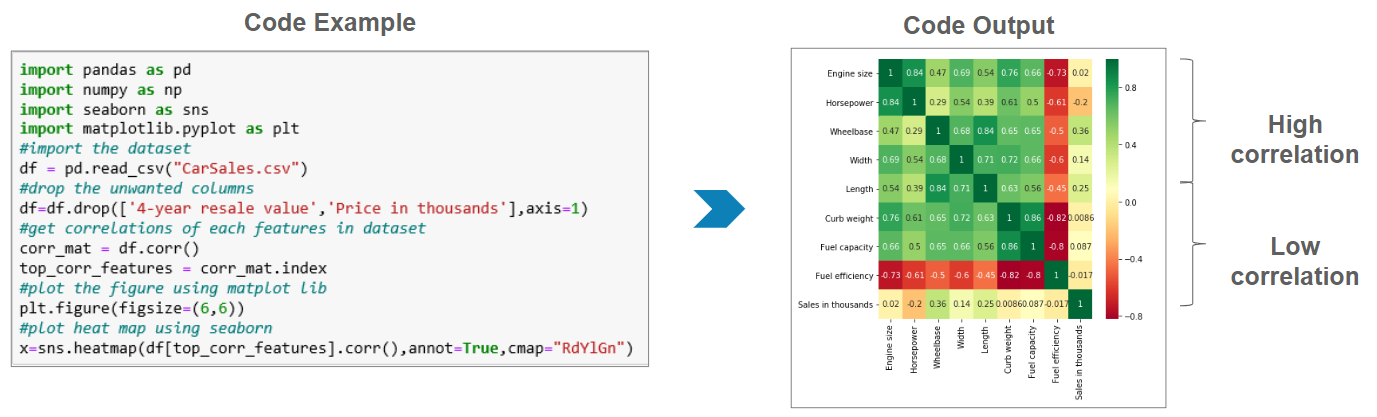 Code Example
import pandas as pd
import numpy as np
import seaborn as sns
import matplotlib.pyplot as plt
#import the dataset
df = pd.read_csv("CarSales.csv")
#drop the unwanted columns
df=df.drop(['4-year resale value','Price in thousands'],axis=1)
#get correlations of each features in dataset
corr_mat = df.corr()
top_corr_features = corr_mat.index
#plot the figure using matplot lib
plt.figure(figsize=(6,6))
#plot heat map using seaborn
x=sns.heatmap(df[top_corr_features].corr(),annot=True,cmap="RdYlGn")
Code Output
Engine size 1 0.84 0.47 0.69 0.54 0.76 0.66 -0.73 0.02
Horsepower 0.84 1 0.29 0.54 0.39 0.61 0.5 -0.61 -0.2
Wheelbase 0.47 0.29 1 0.68 0.84 0.65 0.65 -0.5 0.36
Width 0.69 0.54 0.68 1 0.71 0.72 0.66 -0.6 0.14
Length 0.54 0.39 0.84 0.71 1 0.63 0.56 -0.45 0.25
Curb weight 0.76 0.61 0.65 0.72 0.63 1 0.86 -0.82 0.0086
Fuel capacity 0.66 0.5 0.65 0.66 0.56 0.86 1 -0.8 0.087
Fuel efficiency -0.73 -0.61 -0.5 -0.6 -0.45 -0.82 -0.8 1 -0.017
Sales in thousands 0.02 -0.2 0.36 0.14 0.25 0.0086 0.087 -0.017 1
Engine size
Horsepower
Wheelbase
Width
Length
Curb weight
Fuel capacity
Fuel efficiency
Sales in thousands
0.8
0.4
0.0
−0.4
−0.8
High
correlation
Low
correlation